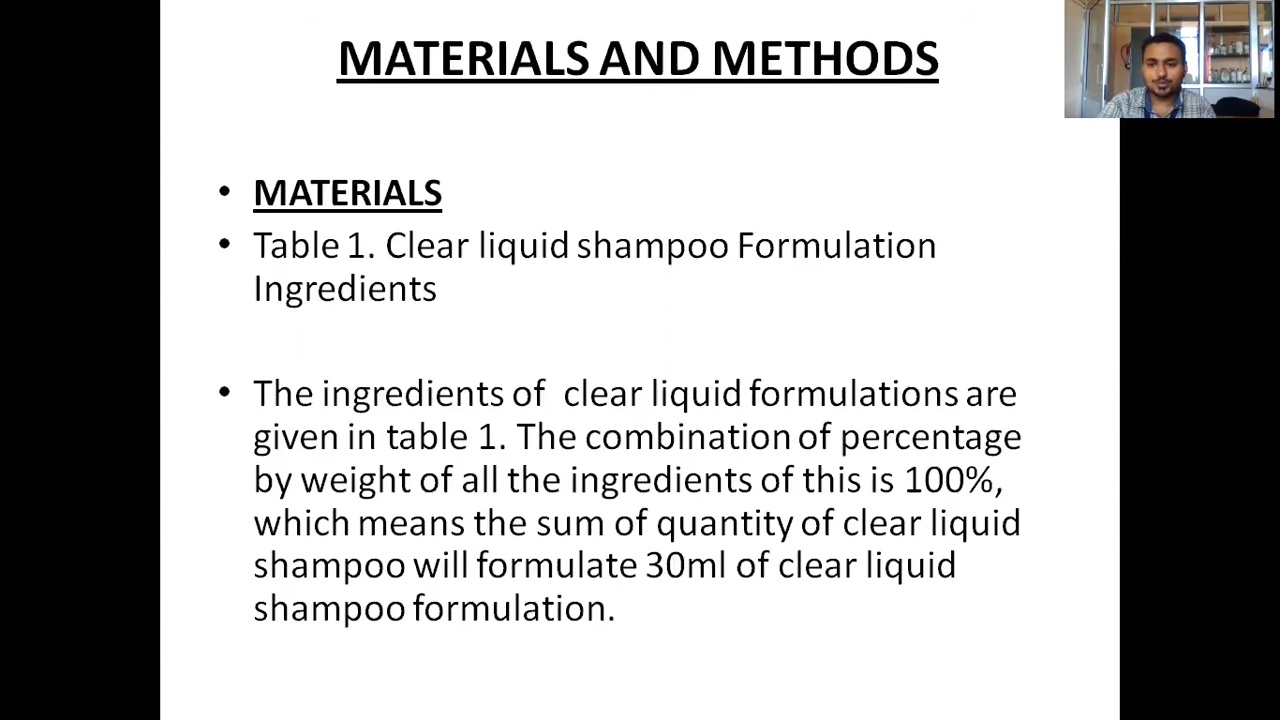 MATERIALS AND METHODS
• MATERIALS
• Table 1. Clear liquid shampoo Formulation
Ingredients
• The ingredients of clear liquid formulations are
given in table 1. The combination of percentage
by weight of all the ingredients of this is 100%,
which means the sum of quantity of clear liquid
shampoo will formulate 30ml of clear liquid
shampoo formulation.